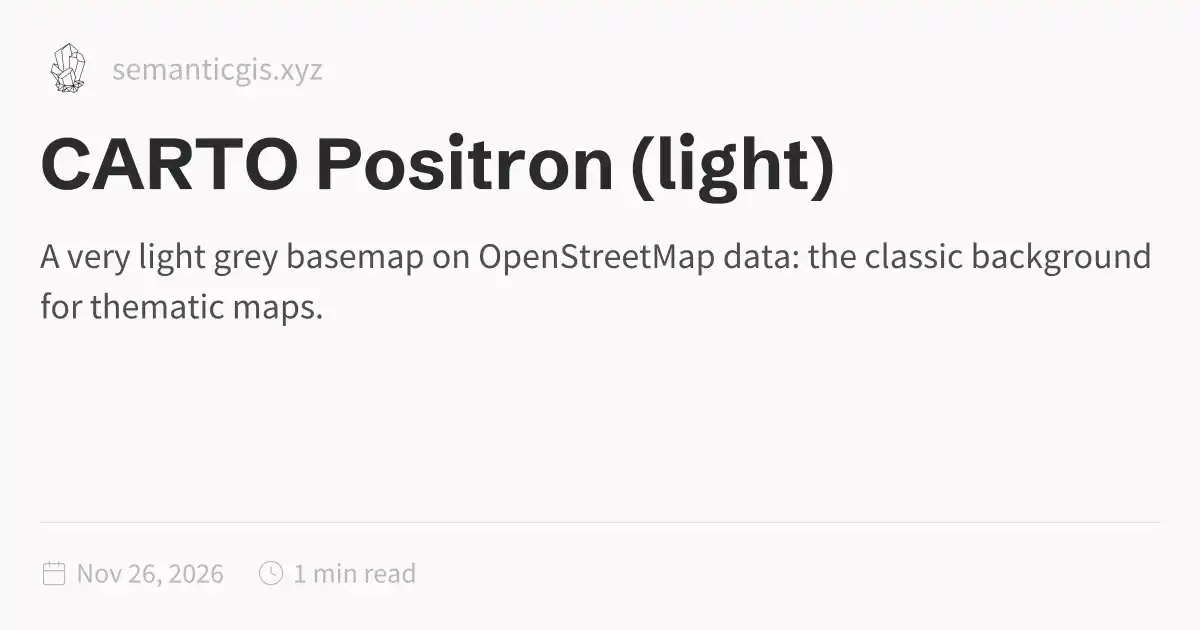 semanticgis.xyz
CARTO Positron (light)
A very light grey basemap on OpenStreetMap data: the classic background
for thematic maps.
Nov 26, 2026 1 min read